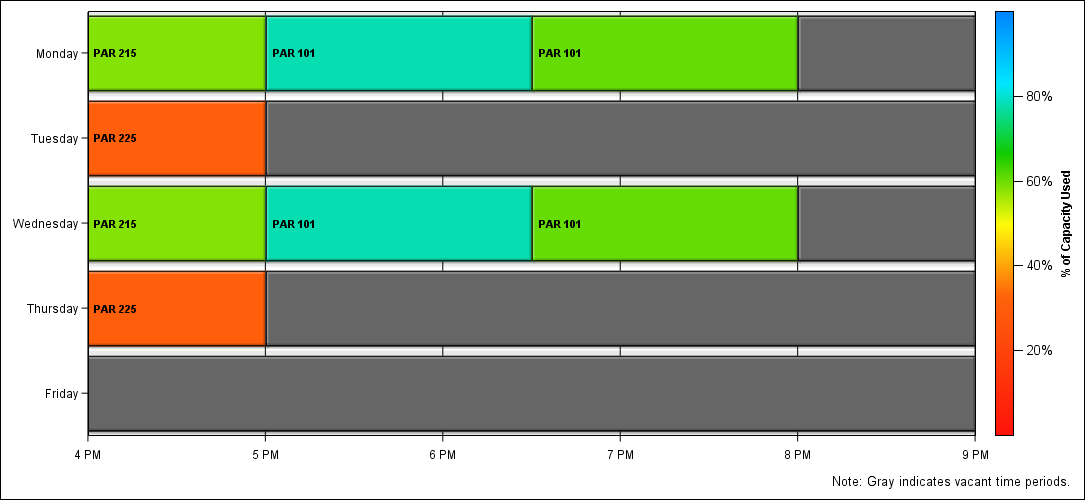 Monday
PAR 215
PAR 101
PAR 101
Tuesday
PAR 225
Wednesday
PAR 215
PAR 101
PAR 101
Thursday
PAR 225
Friday
4 PM
5 PM
6 PM
7 PM
8 PM
9 PM
80%
60%
40%
20%
% of Capacity Used
Note: Gray indicates vacant time periods.